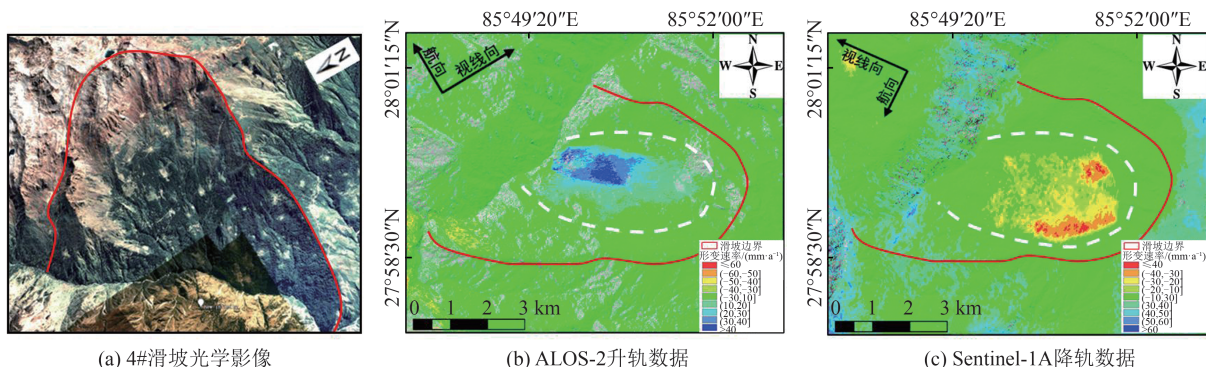 N
(a) 4#滑坡光学影像
85°49′20″E
85°52′00″E
28°01′15″N
27°58′30″N
航向
视线向
N
W
E
S
滑坡边界
形变速率/(mm·a⁻¹)
≤60
(−60,−50]
(−50,−40]
(−40,−30]
(−30,10]
(10,20]
(20,30]
(30,40]
>40
0 1 2 3 km
(b) ALOS-2升轨数据
85°49′20″E
85°52′00″E
28°01′15″N
27°58′30″N
视线向
航向
N
W
E
S
滑坡边界
形变速率/(mm·a⁻¹)
≤40
(−40,−30]
(−30,−20]
(−20,−10]
(−10,30]
(30,40]
(40,50]
(50,60]
>60
0 1 2 3 km
(c) Sentinel-1A降轨数据